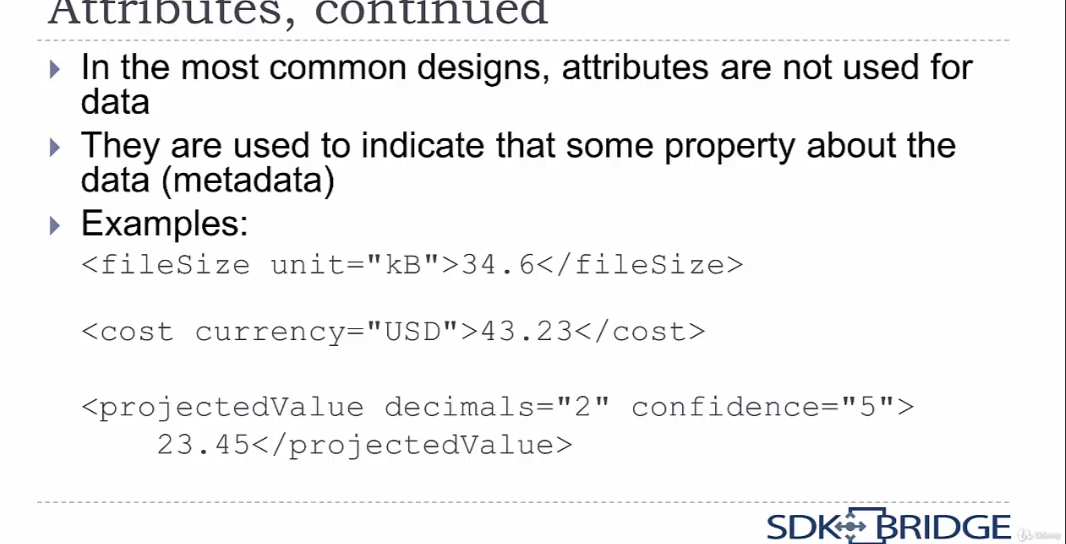 Attributes, continued
In the most common designs, attributes are not used for
data
They are used to indicate that some property about the
data (metadata)
Examples:
<fileSize unit="kB">34.6</fileSize>
<cost currency="USD">43.23</cost>
<projectedValue decimals="2" confidence="5">
23.45</projectedValue>
SDK BRIDGE
Udemy